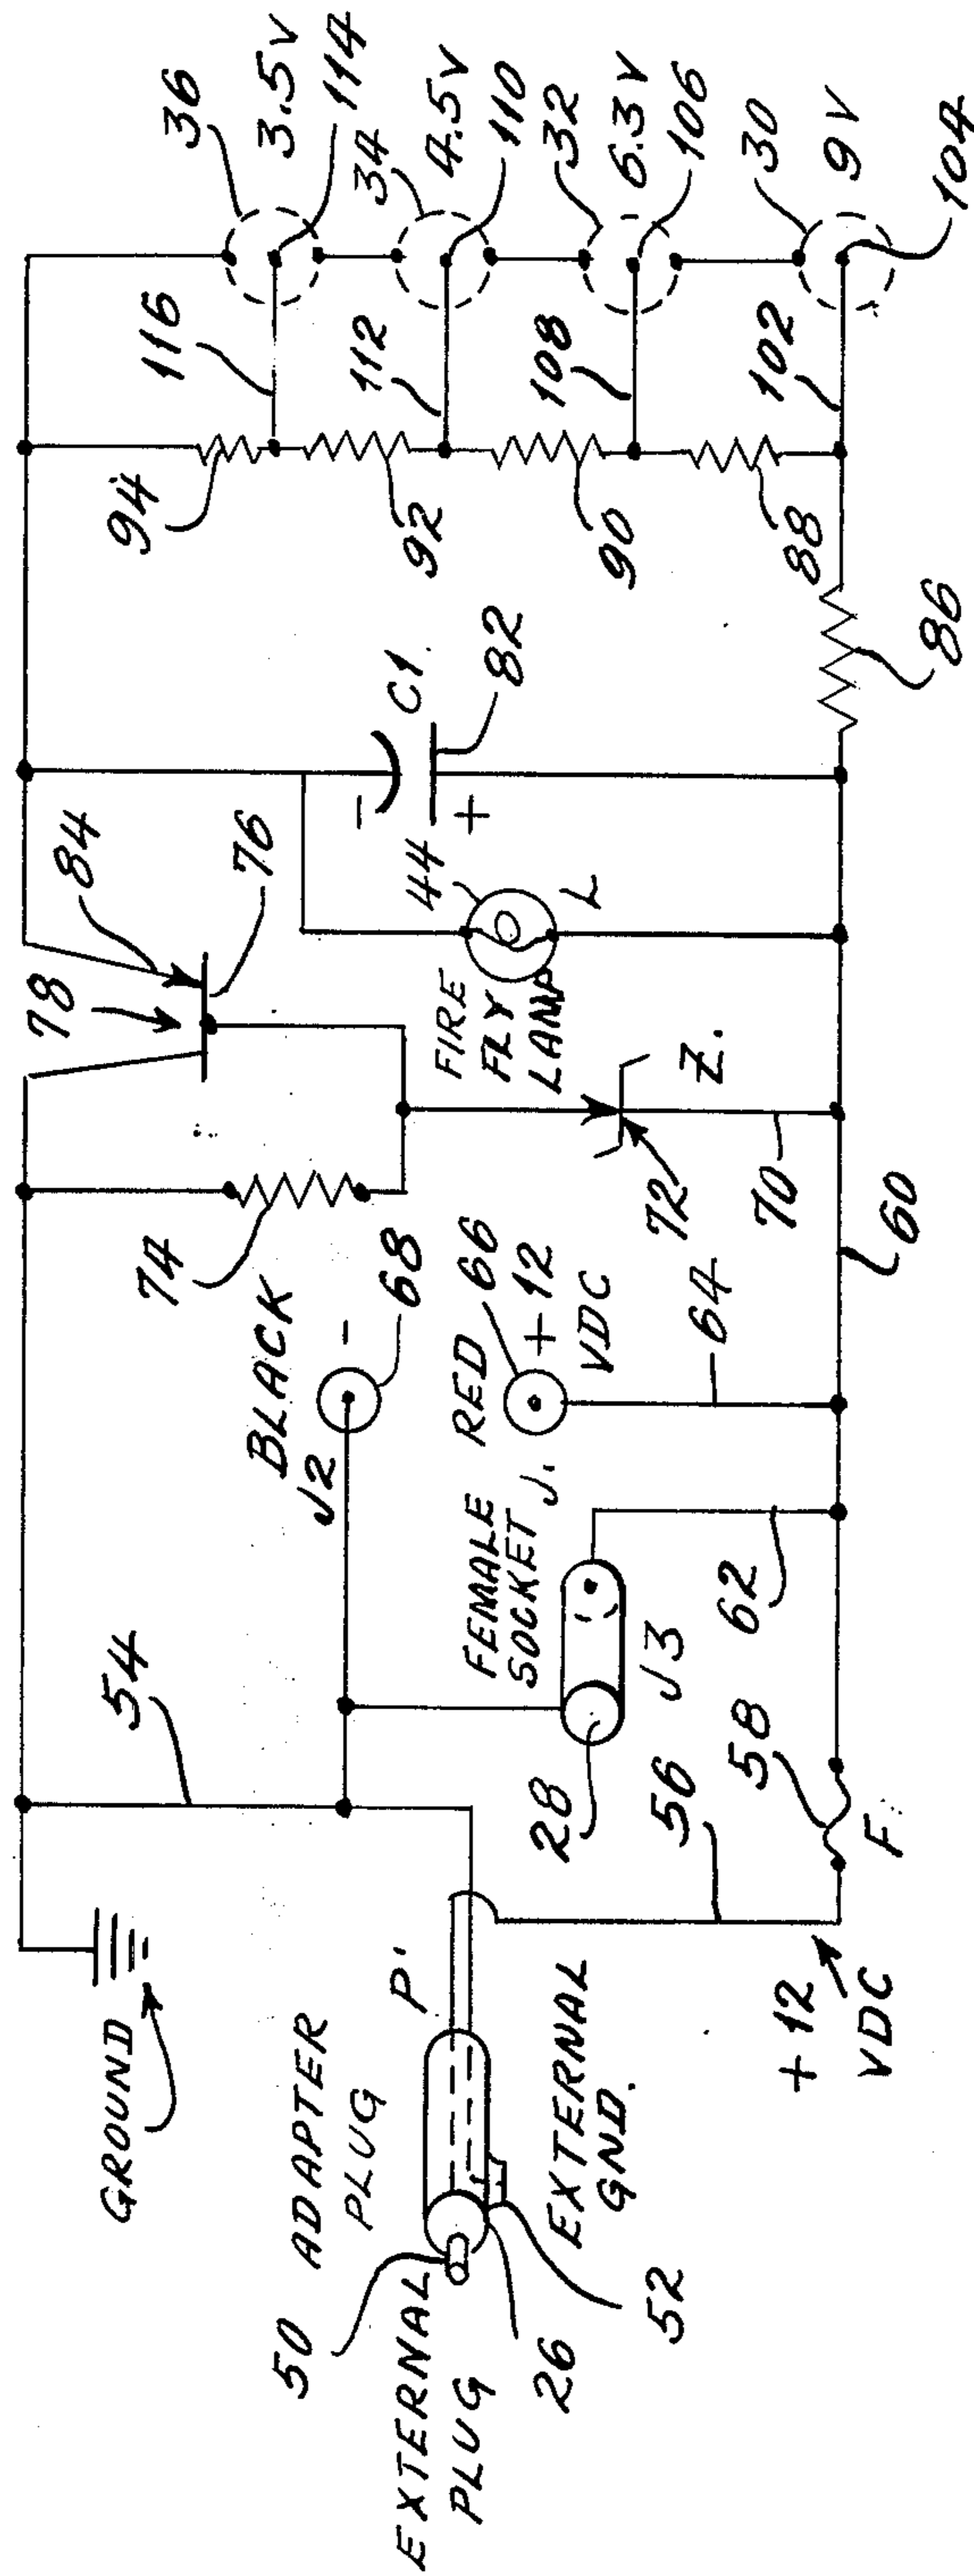 GROUND
54
74
78
84
76
94
116
36
3.5V
114
34
4.5V
110
32
6.3V
106
30
9V
104
112
92
108
90
102
88
86
C1.
-
+
82
44
FIRE
FLY
LAMP
L
72
Z.
70
60
BLACK
J2
-
68
RED
66
+12
VDC
64
FEMALE
SOCKET
J.
J3
28
62
58
F.
56
+12
VDC
50
ADAPTER
PLUG
P'
EXTERNAL
PLUG
26
EXTERNAL
GND.
52